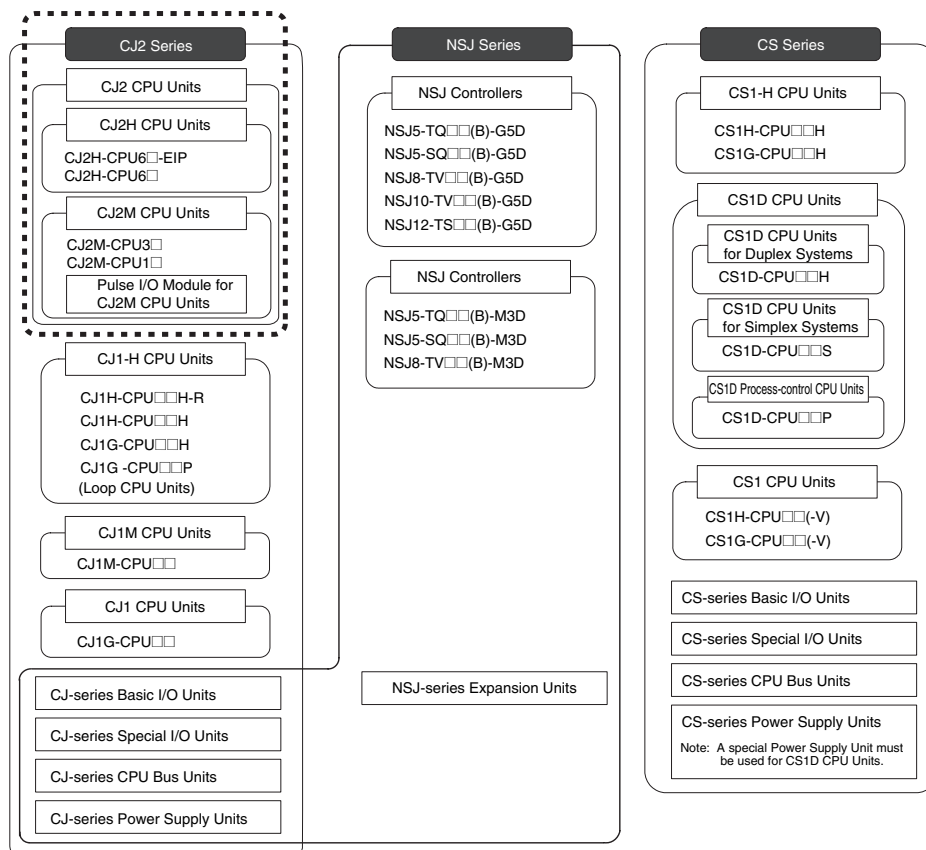 CJ2 Series
CJ2 CPU Units
CJ2H CPU Units
CJ2H-CPU6□-EIP
CJ2H-CPU6□
CJ2M CPU Units
CJ2M-CPU3□
CJ2M-CPU1□
Pulse I/O Module for
CJ2M CPU Units
CJ1-H CPU Units
CJ1H-CPU□□H-R
CJ1H-CPU□□H
CJ1G-CPU□□H
CJ1G -CPU□□P
(Loop CPU Units)
CJ1M CPU Units
CJ1M-CPU□□
CJ1 CPU Units
CJ1G-CPU□□
CJ-series Basic I/O Units
CJ-series Special I/O Units
CJ-series CPU Bus Units
CJ-series Power Supply Units
NSJ Series
NSJ Controllers
NSJ5-TQ□□(B)-G5D
NSJ5-SQ□□(B)-G5D
NSJ8-TV□□(B)-G5D
NSJ10-TV□□(B)-G5D
NSJ12-TS□□(B)-G5D
NSJ Controllers
NSJ5-TQ□□(B)-M3D
NSJ5-SQ□□(B)-M3D
NSJ8-TV□□(B)-M3D
NSJ-series Expansion Units
CS Series
CS1-H CPU Units
CS1H-CPU□□H
CS1G-CPU□□H
CS1D CPU Units
CS1D CPU Units
for Duplex Systems
CS1D-CPU□□H
CS1D CPU Units
for Simplex Systems
CS1D-CPU□□S
CS1D Process-control CPU Units
CS1D-CPU□□P
CS1 CPU Units
CS1H-CPU□□(-V)
CS1G-CPU□□(-V)
CS-series Basic I/O Units
CS-series Special I/O Units
CS-series CPU Bus Units
CS-series Power Supply Units
Note: A special Power Supply Unit must
be used for CS1D CPU Units.